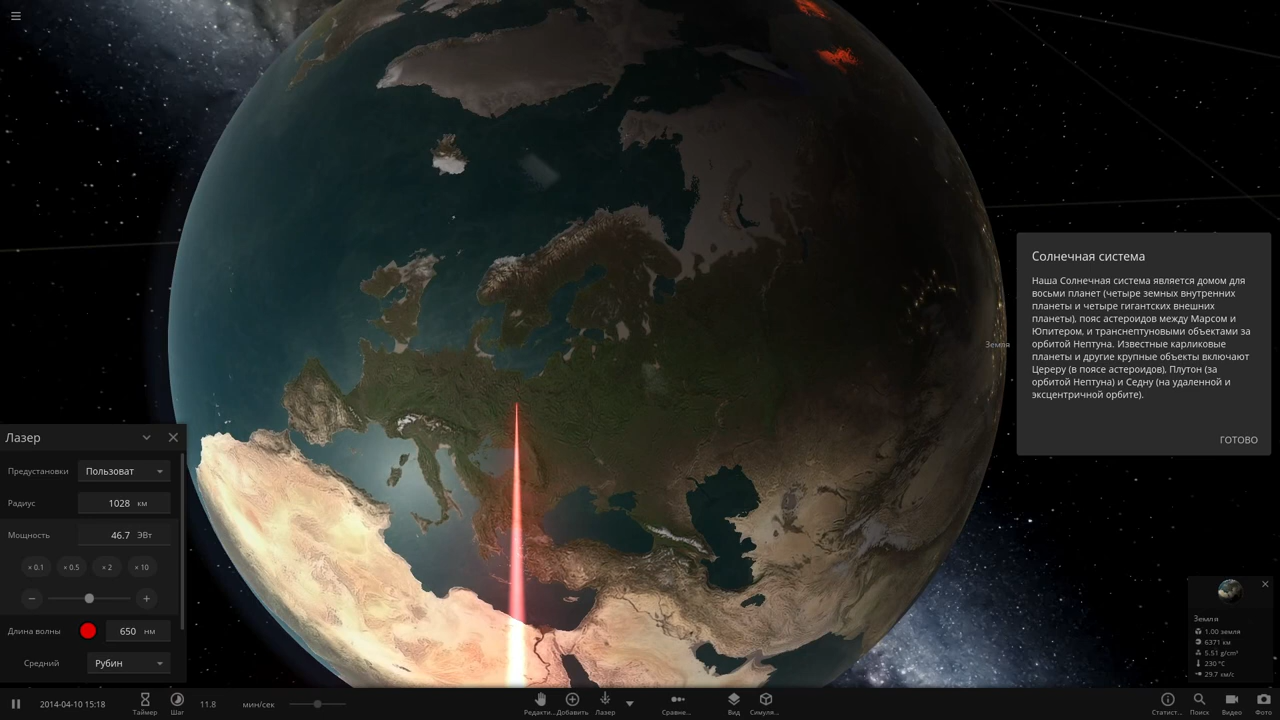 Солнечная система
Наша Солнечная система является домом для
восьми планет (четыре земных внутренних
планеты и четыре гигантских внешних
планеты), пояс астероидов между Марсом и
Юпитером, и транснептуновыми объектами за
орбитой Нептуна. Известные карликовые
планеты и другие крупные объекты включают
Цереру (в поясе астероидов), Плутон (за
орбитой Нептуна) и Седну (на удаленной и
эксцентричной орбите).
ГОТОВО
Земля
Лазер
Предустановки Пользоват
Радиус 1028 км
Мощность 46.7 ЭВт
× 0.1 × 0.5 × 2 × 10
Длина волны 650 нм
Средний Рубин
Земля
1.00 земля
6371 км
5.51 g/cm³
230 °C
29.7 км/с
2014-04-10 15:18 Таймер Шаг 11.8 мин/сек Редакти... Добавить Лазер Сравне... Вид Симуля... Статист... Поиск Видео Фото